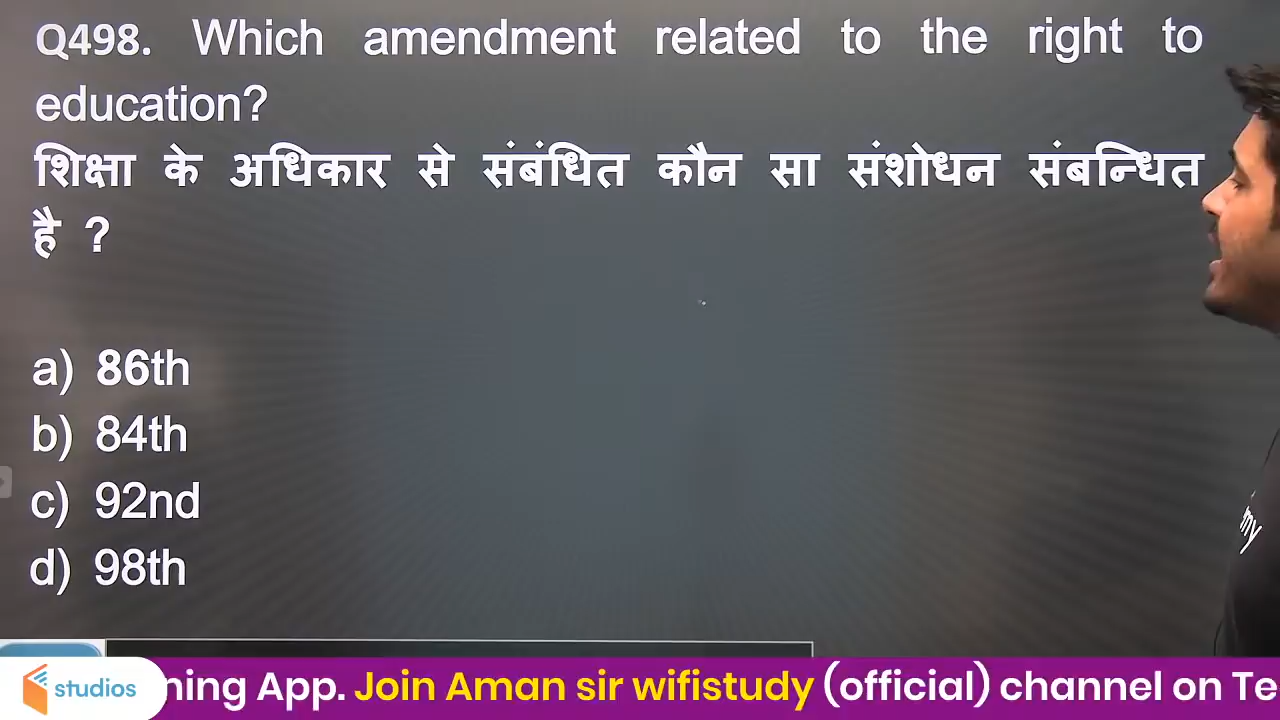 Q498. Which amendment related to the right to
education?
शिक्षा के अधिकार से संबंधित कौन सा संशोधन संबन्धित
है ?
a) 86th
b) 84th
c) 92nd
d) 98th
my
studios
ning App. Join Aman sir wifistudy (official) channel on Te